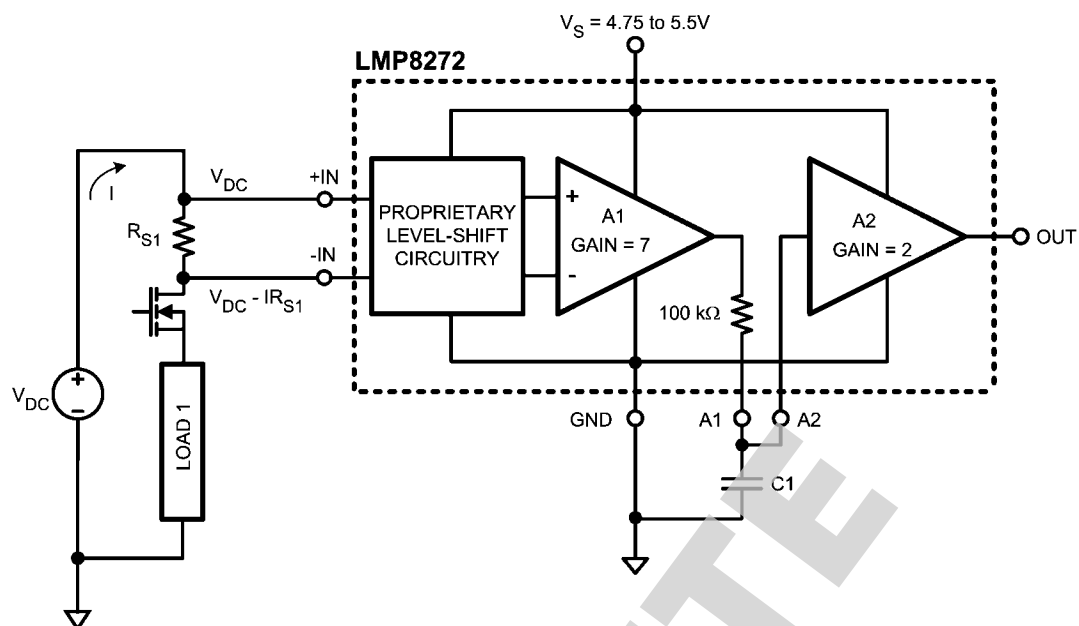 V_S = 4.75 to 5.5V
LMP8272
I
V_DC
+IN
R_S1
-IN
V_DC - IR_S1
PROPRIETARY
LEVEL-SHIFT
CIRCUITRY
+
-
A1
GAIN = 7
A2
GAIN = 2
OUT
100 kΩ
V_DC
+
-
LOAD 1
GND
A1
A2
C1